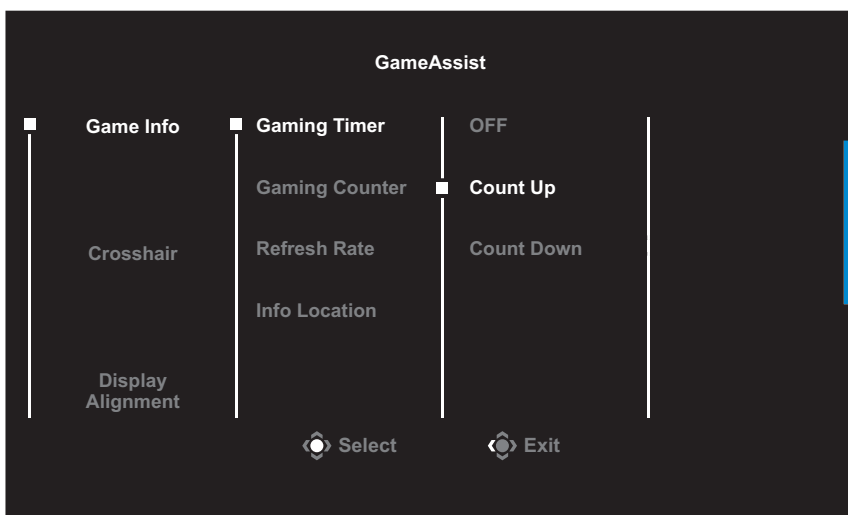 GameAssist
Game Info
Gaming Timer
OFF
Gaming Counter
Count Up
Crosshair
Refresh Rate
Count Down
Info Location
Display
Alignment
Select
Exit